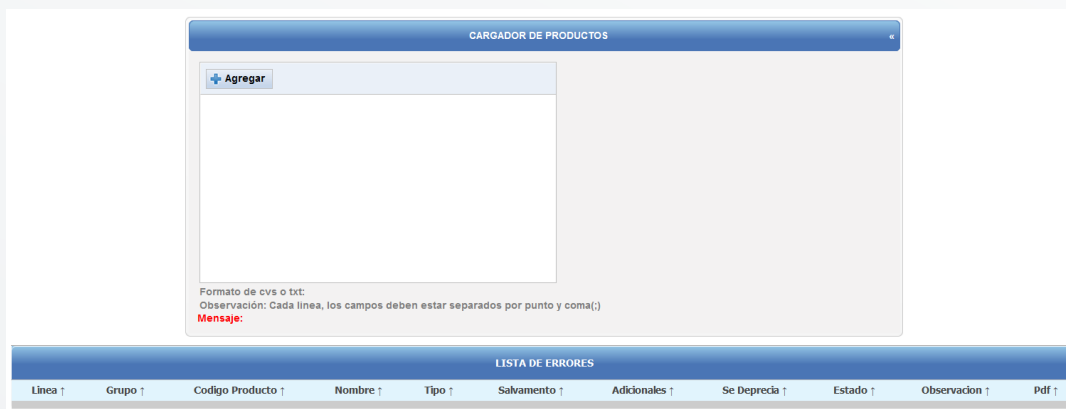 CARGADOR DE PRODUCTOS «
Agregar
Formato de cvs o txt:
Observación: Cada linea, los campos deben estar separados por punto y coma(;)
Mensaje:
LISTA DE ERRORES
Linea ↑ Grupo ↑ Codigo Producto ↑ Nombre ↑ Tipo ↑ Salvamento ↑ Adicionales ↑ Se Deprecia ↑ Estado ↑ Observacion ↑ Pdf ↑